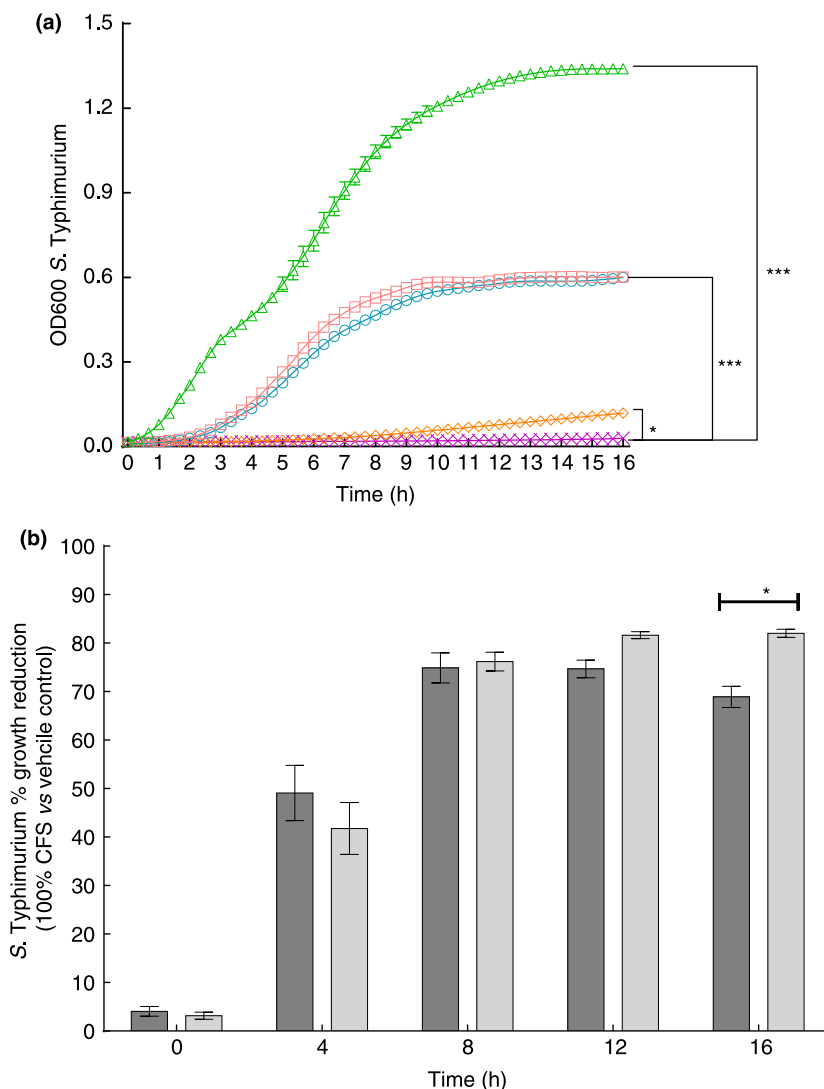 (a)
1.5
1.2
0.9
0.6
0.3
0.0
OD600 S. Typhimurium
***
***
*
0 1 2 3 4 5 6 7 8 9 10 11 12 13 14 15 16
Time (h)
(b)
100
90
80
70
60
50
40
30
20
10
0
S. Typhimurium % growth reduction
(100% CFS vs vehcile control)
*
0 4 8 12 16
Time (h)